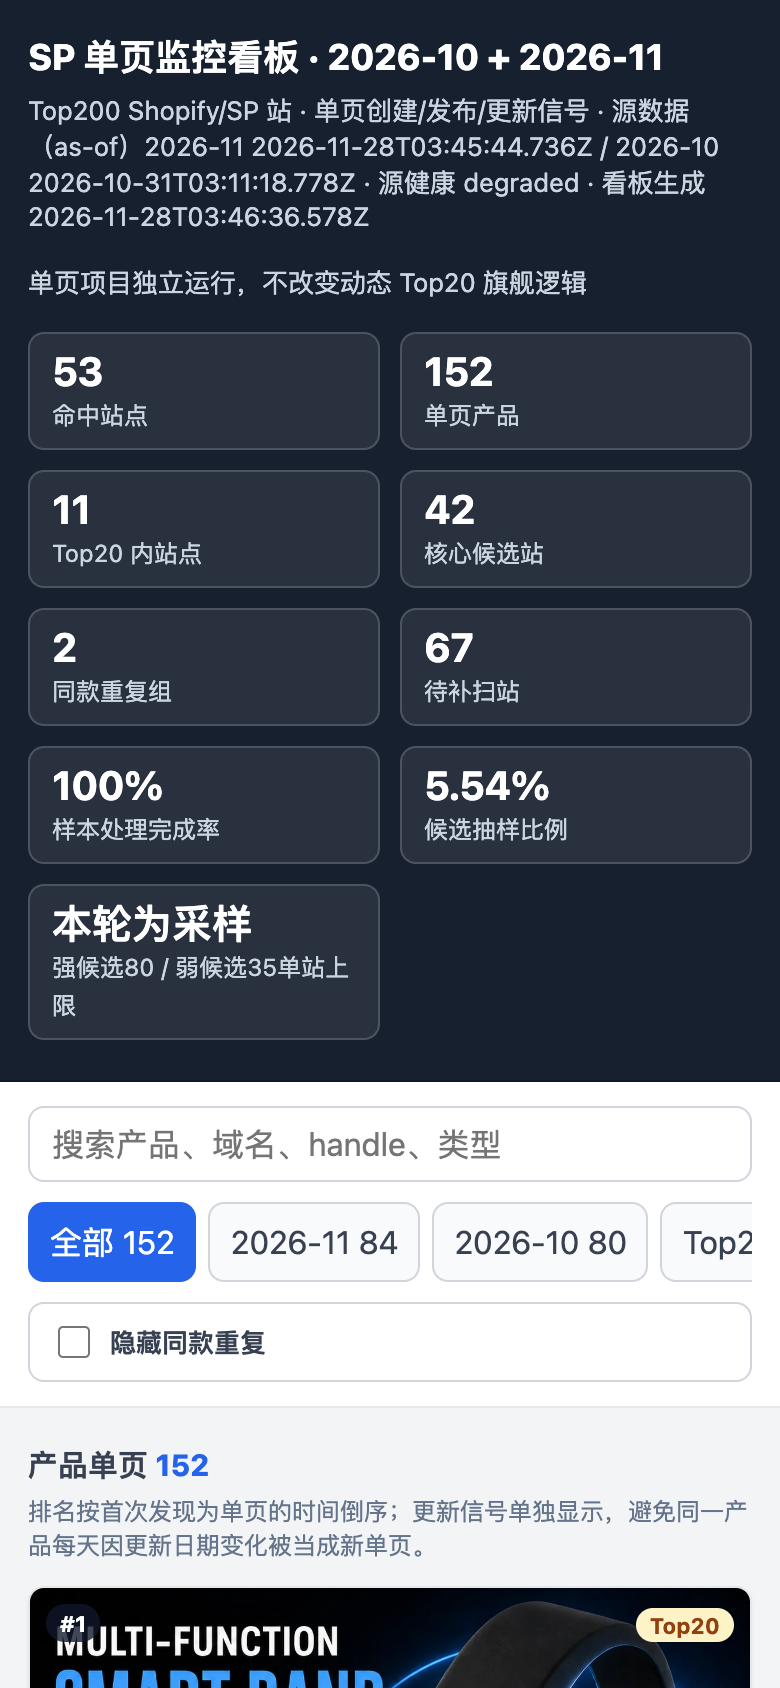 SP 单页监控看板 · 2026-10 + 2026-11
Top200 Shopify/SP 站 · 单页创建/发布/更新信号 · 源数据
（as-of）2026-11 2026-11-28T03:45:44.736Z / 2026-10
2026-10-31T03:11:18.778Z · 源健康 degraded · 看板生成
2026-11-28T03:46:36.578Z
单页项目独立运行，不改变动态 Top20 旗舰逻辑
53
命中站点
152
单页产品
11
Top20 内站点
42
核心候选站
2
同款重复组
67
待补扫站
100%
样本处理完成率
5.54%
候选抽样比例
本轮为采样
强候选80 / 弱候选35单站上
限
搜索产品、域名、handle、类型
全部 152
2026-11 84
2026-10 80
Top2
隐藏同款重复
产品单页 152
排名按首次发现为单页的时间倒序；更新信号单独显示，避免同一产
品每天因更新日期变化被当成新单页。
#1
Top20
MULTI-FUNCTION
SMART BAND